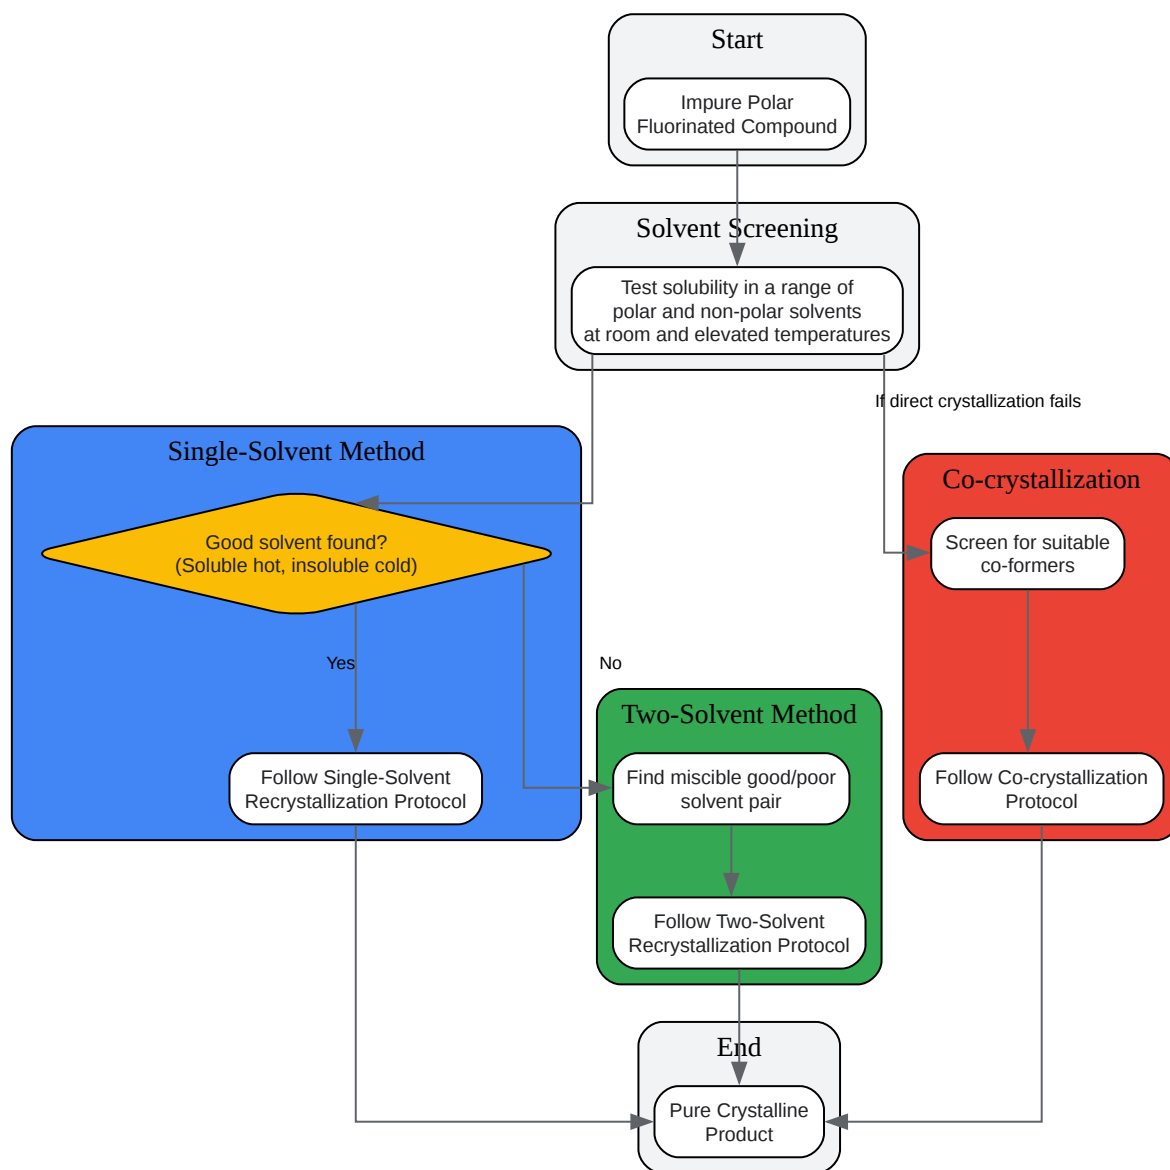 Start
Impure Polar
Fluorinated Compound
Solvent Screening
Test solubility in a range of
polar and non-polar solvents
at room and elevated temperatures
If direct crystallization fails
Single-Solvent Method
Good solvent found?
(Soluble hot, insoluble cold)
Yes
No
Follow Single-Solvent
Recrystallization Protocol
Two-Solvent Method
Find miscible good/poor
solvent pair
Follow Two-Solvent
Recrystallization Protocol
Co-crystallization
Screen for suitable
co-formers
Follow Co-crystallization
Protocol
End
Pure Crystalline
Product